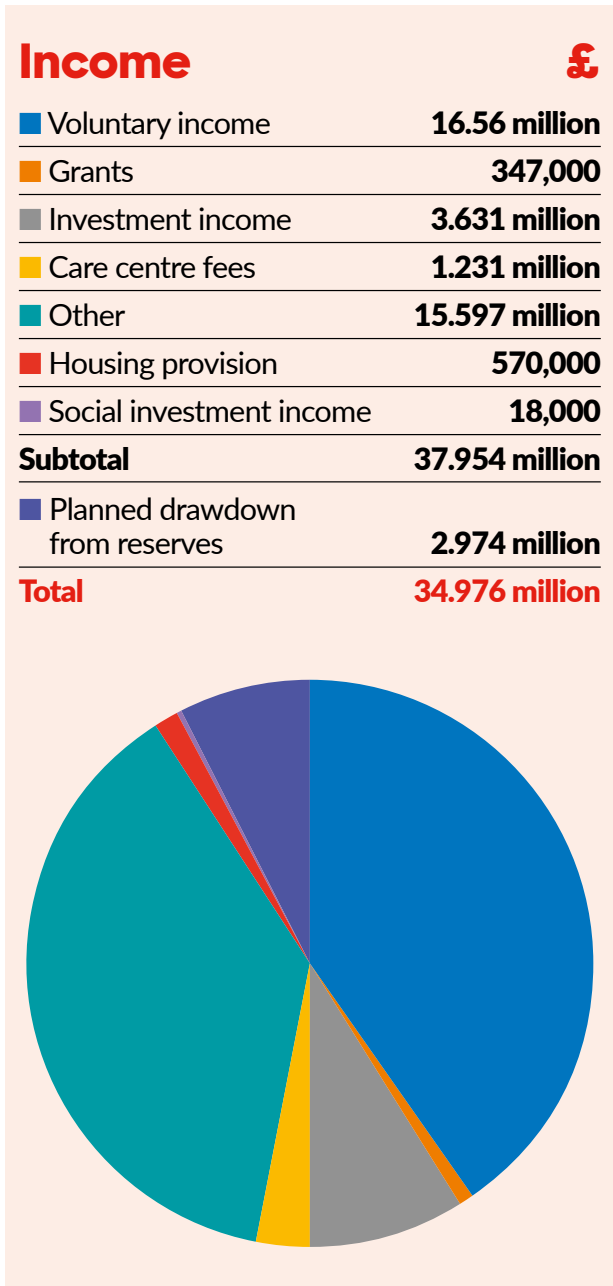 Income £
Voluntary income 16.56 million
Grants 347,000
Investment income 3.631 million
Care centre fees 1.231 million
Other 15.597 million
Housing provision 570,000
Social investment income 18,000
Subtotal 37.954 million
Planned drawdown
from reserves 2.974 million
Total 34.976 million